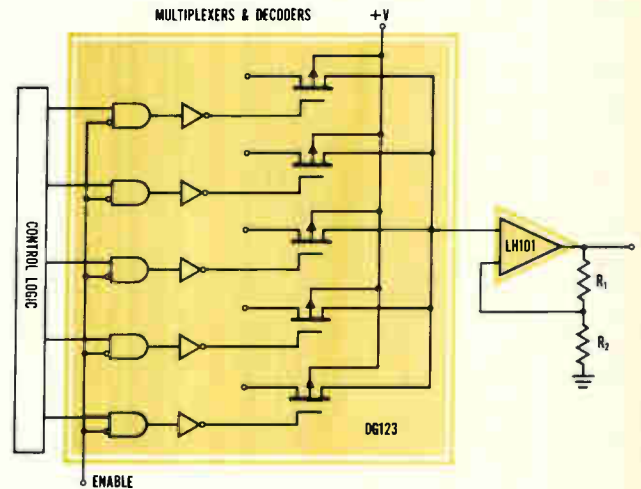 MULTIPLEXERS & DECODERS
+V
CONTROL LOGIC
LH101
R1
R2
DG123
ENABLE